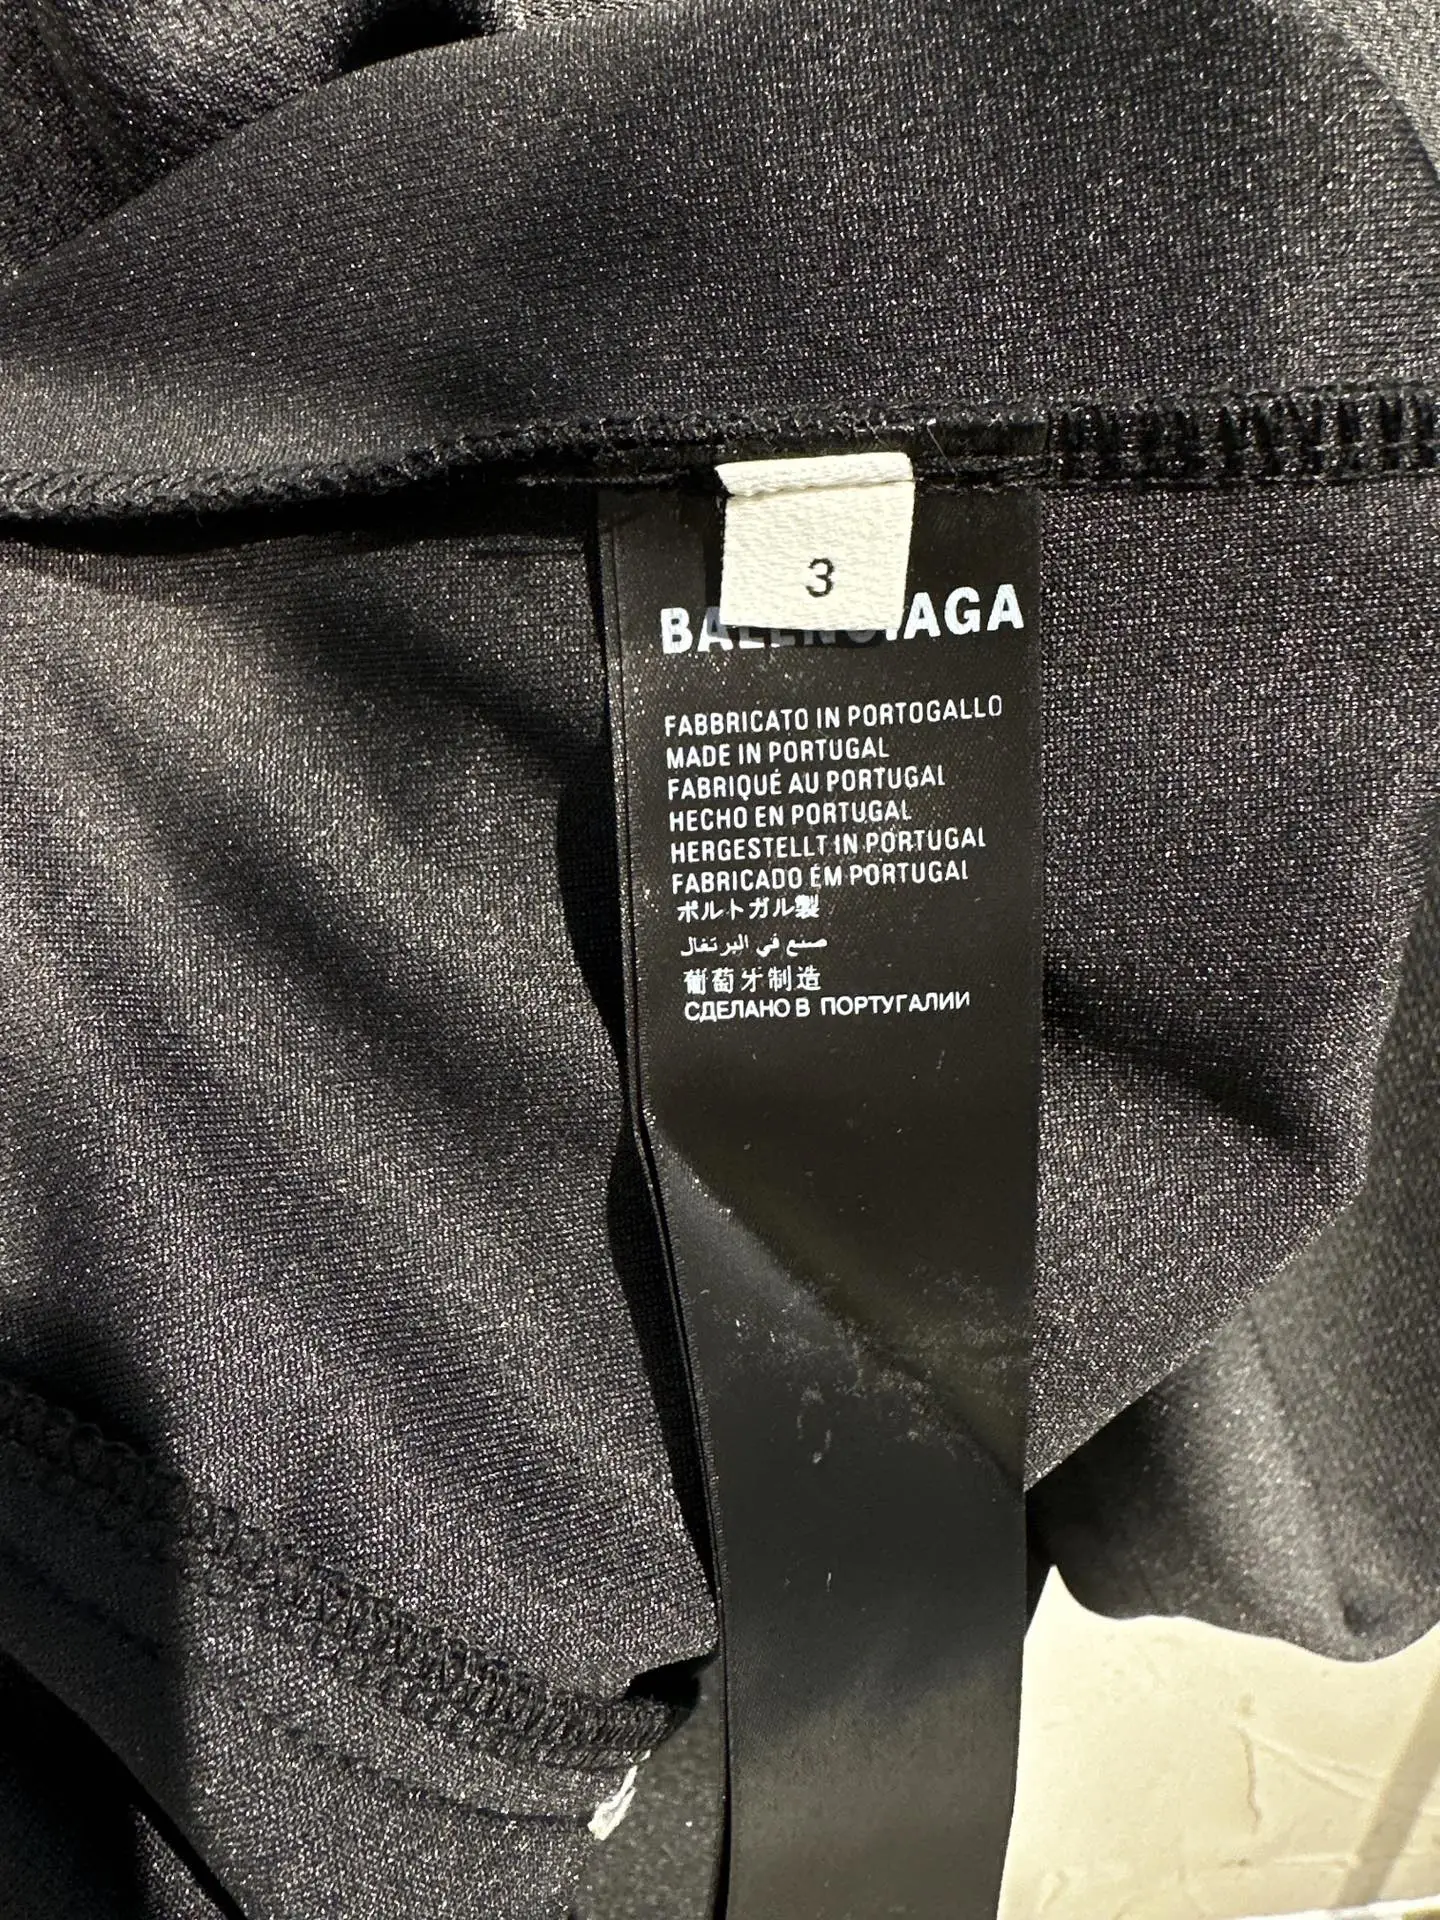 3
BALENCIAGA
FABBRICATO IN PORTOGALLO
MADE IN PORTUGAL
FABRIQUÉ AU PORTUGAL
HECHO EN PORTUGAL
HERGESTELLT IN PORTUGAL
FABRICADO EM PORTUGAL
ポルトガル製
صنع في البرتغال
葡萄牙制造
СДЕЛАНО В ПОРТУГАЛИИ